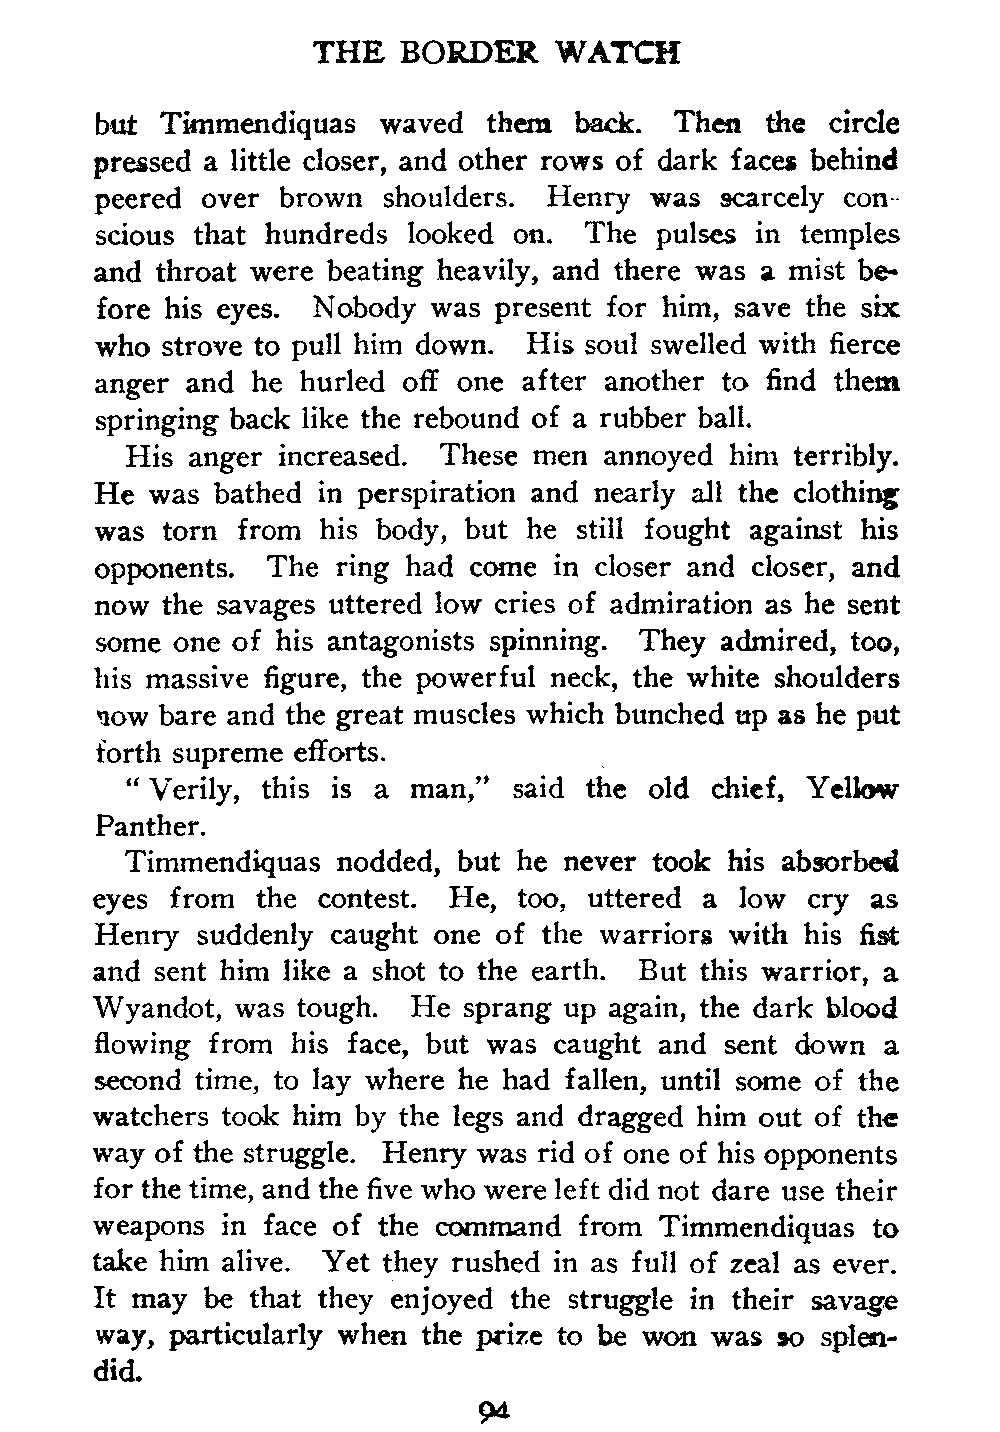 THE BORDER WATCH
but Timmendiquas waved them back. Then the circle
pressed a little closer, and other rows of dark faces behind
peered over brown shoulders. Henry was scarcely con-
scious that hundreds looked on. The pulses in temples
and throat were beating heavily, and there was a mist be-
fore his eyes. Nobody was present for him, save the six
who strove to pull him down. His soul swelled with fierce
anger and he hurled off one after another to find them
springing back like the rebound of a rubber ball.
His anger increased. These men annoyed him terribly.
He was bathed in perspiration and nearly all the clothing
was torn from his body, but he still fought against his
opponents. The ring had come in closer and closer, and
now the savages uttered low cries of admiration as he sent
some one of his antagonists spinning. They admired, too,
his massive figure, the powerful neck, the white shoulders
now bare and the great muscles which bunched up as he put
forth supreme efforts.
“ Verily, this is a man,” said the old chief, Yellow
Panther.
Timmendiquas nodded, but he never took his absorbed
eyes from the contest. He, too, uttered a low cry as
Henry suddenly caught one of the warriors with his fist
and sent him like a shot to the earth. But this warrior, a
Wyandot, was tough. He sprang up again, the dark blood
flowing from his face, but was caught and sent down a
second time, to lay where he had fallen, until some of the
watchers took him by the legs and dragged him out of the
way of the struggle. Henry was rid of one of his opponents
for the time, and the five who were left did not dare use their
weapons in face of the command from Timmendiquas to
take him alive. Yet they rushed in as full of zeal as ever.
It may be that they enjoyed the struggle in their savage
way, particularly when the prize to be won was so splen-
did.
94